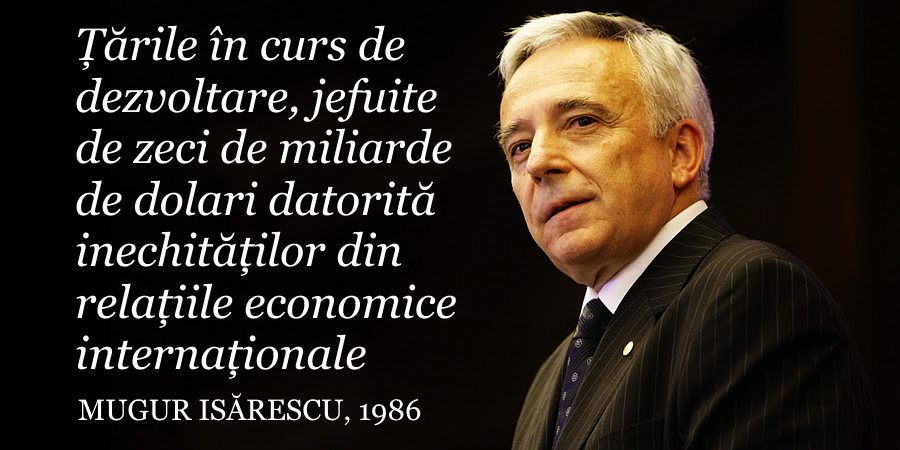 Țările în curs de
dezvoltare, jefuite
de zeci de miliarde
de dolari datorită
inechităților din
relațiile economice
internaționale
MUGUR ISĂRESCU, 1986